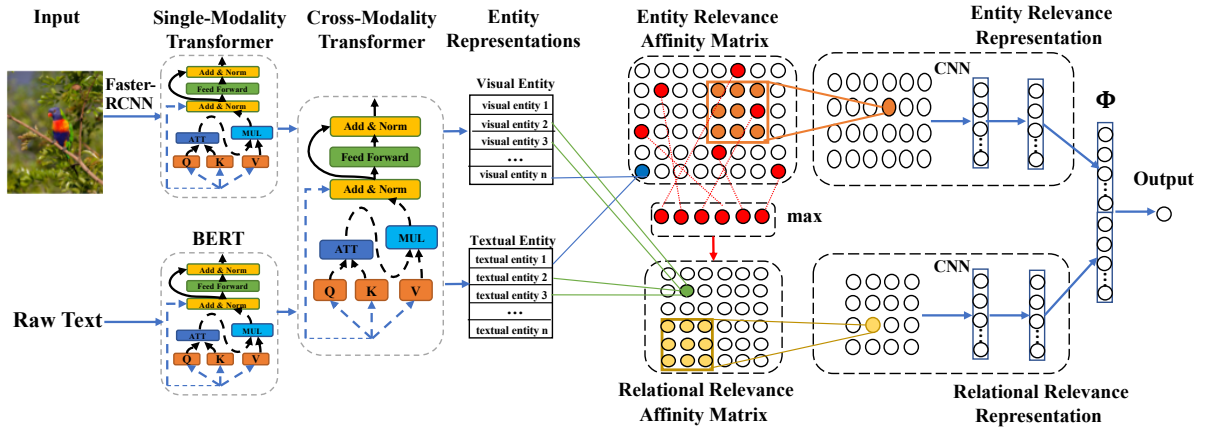 Input
Single-Modality
Transformer
Cross-Modality
Transformer
Entity
Representations
Entity Relevance
Affinity Matrix
Entity Relevance
Representation
Faster-
RCNN
Add & Norm
Feed Forward
Add & Norm
ATT
MUL
Q
K
V
BERT
Add & Norm
Feed Forward
Add & Norm
ATT
MUL
Q
K
V
Raw Text
Add & Norm
Feed Forward
Add & Norm
ATT
MUL
Q
K
V
Visual Entity
visual entity 1
visual entity 2
visual entity 3
...
visual entity n
Textual Entity
textual entity 1
textual entity 2
textual entity 3
...
textual entity n
max
Relational Relevance
Affinity Matrix
CNN
CNN
Relational Relevance
Representation
Φ
Output